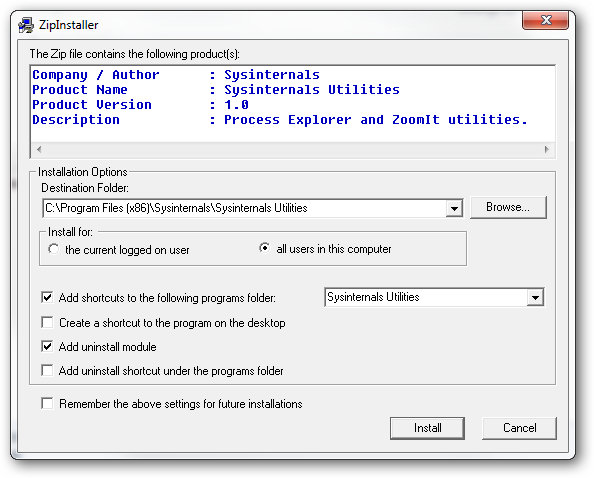 ZipInstaller
The Zip file contains the following product(s):
Company / Author : Sysinternals
Product Name : Sysinternals Utilities
Product Version : 1.0
Description : Process Explorer and ZoomIt utilities.
Installation Options
Destination Folder:
C:\Program Files (x86)\Sysinternals\Sysinternals Utilities
Browse...
Install for:
the current logged on user
all users in this computer
Add shortcuts to the following programs folder:
Sysinternals Utilities
Create a shortcut to the program on the desktop
Add uninstall module
Add uninstall shortcut under the programs folder
Remember the above settings for future installations
Install
Cancel